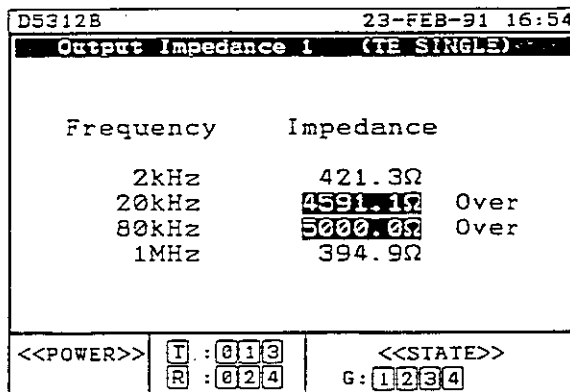 D5312B 23-FEB-91 16:54
Output Impedance 1 (TE SINGLE)
Frequency Impedance
2kHz 421.3Ω
20kHz 4591.1Ω Over
80kHz 5000.0Ω Over
1MHz 394.9Ω
<<POWER>> T :013 <<STATE>>
R :024 G:1234